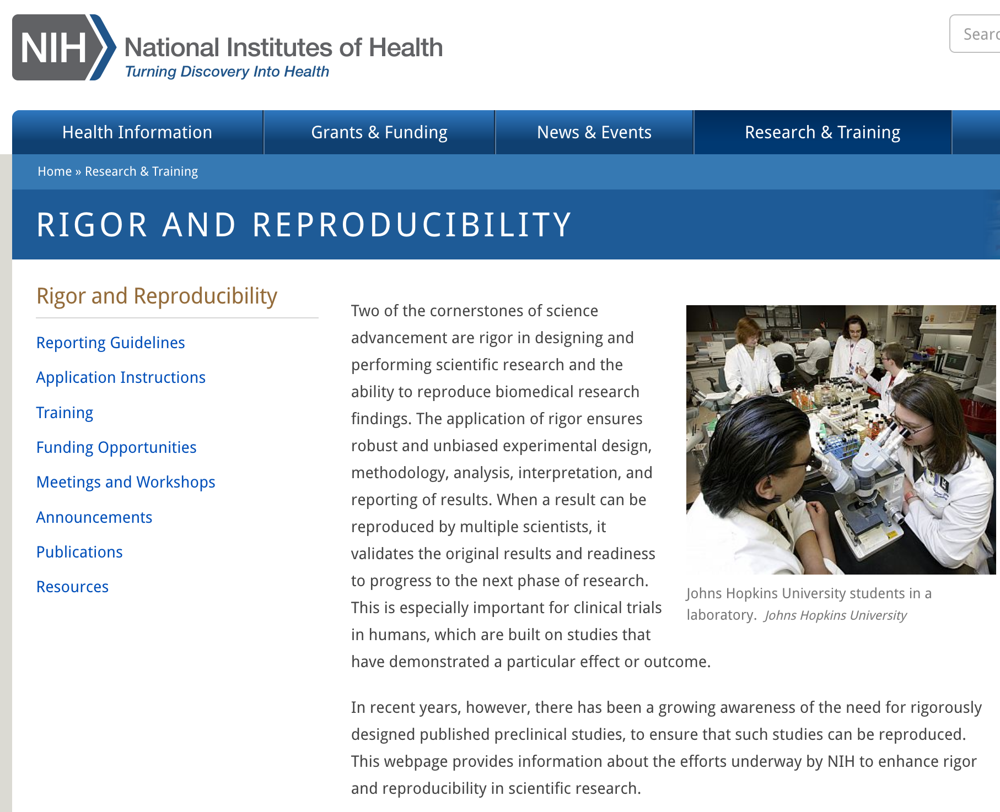 NIH
National Institutes of Health
Turning Discovery Into Health
Health Information
Grants & Funding
News & Events
Research & Training
Home » Research & Training
RIGOR AND REPRODUCIBILITY
Rigor and Reproducibility
Reporting Guidelines
Application Instructions
Training
Funding Opportunities
Meetings and Workshops
Announcements
Publications
Resources
Two of the cornerstones of science
advancement are rigor in designing and
performing scientific research and the
ability to reproduce biomedical research
findings. The application of rigor ensures
robust and unbiased experimental design,
methodology, analysis, interpretation, and
reporting of results. When a result can be
reproduced by multiple scientists, it
validates the original results and readiness
to progress to the next phase of research.
This is especially important for clinical trials
in humans, which are built on studies that
have demonstrated a particular effect or outcome.
Johns Hopkins University students in a
laboratory. Johns Hopkins University
In recent years, however, there has been a growing awareness of the need for rigorously
designed published preclinical studies, to ensure that such studies can be reproduced.
This webpage provides information about the efforts underway by NIH to enhance rigor
and reproducibility in scientific research.